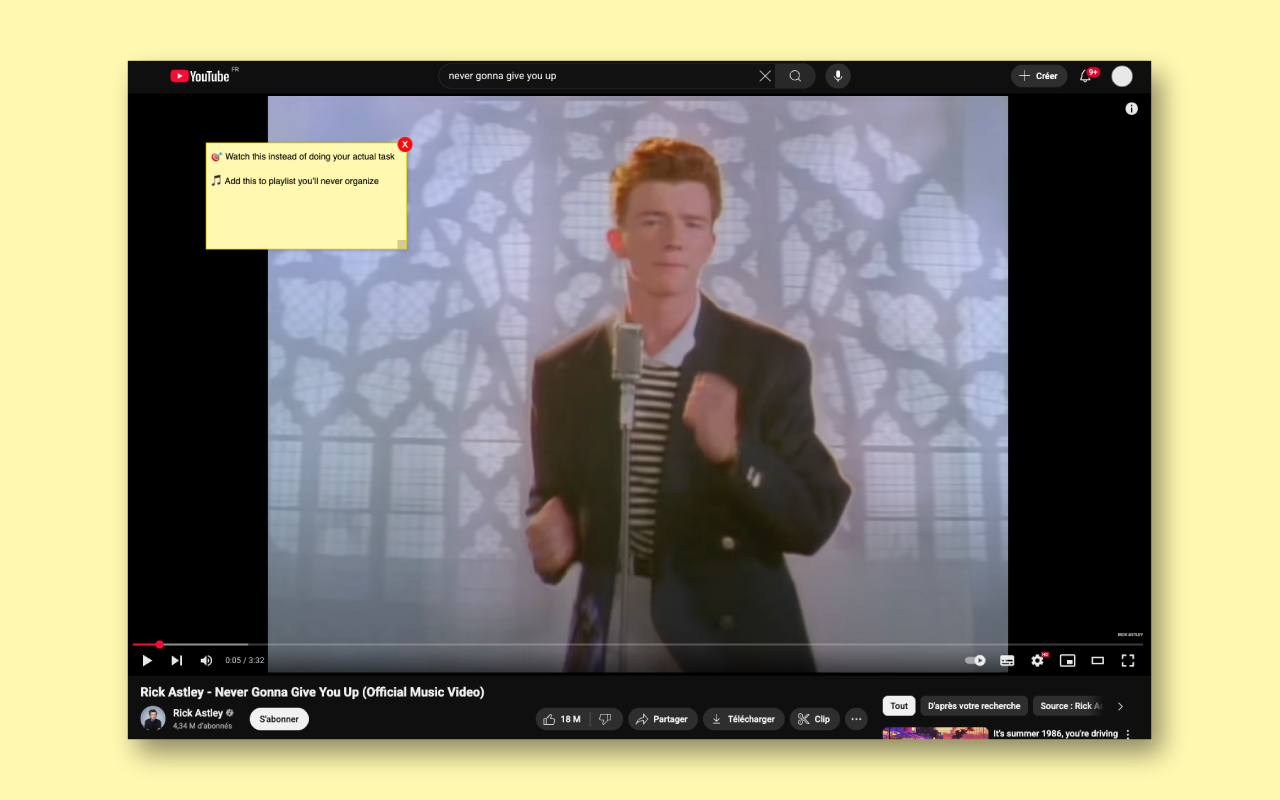 YouTube FR
never gonna give you up
Créer
9+
X
🎯 Watch this instead of doing your actual task
🎵 Add this to playlist you'll never organize
RICK ASTLEY
0:05 / 3:32
HD
Rick Astley - Never Gonna Give You Up (Official Music Video)
Rick Astley
4,34 M d'abonnés
S'abonner
18 M
Partager
Télécharger
Clip
Tout
D'après votre recherche
Source : Rick As
It's summer 1986, you're driving